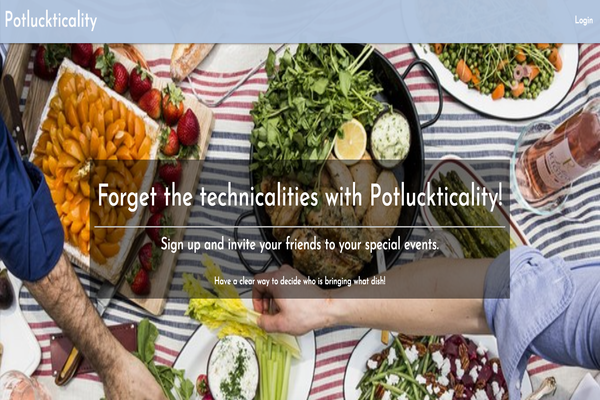 Potluckticality
Login
Forget the technicalities with Potluckticality!
Sign up and invite your friends to your special events.
Have a clear way to decide who is bringing what dish!